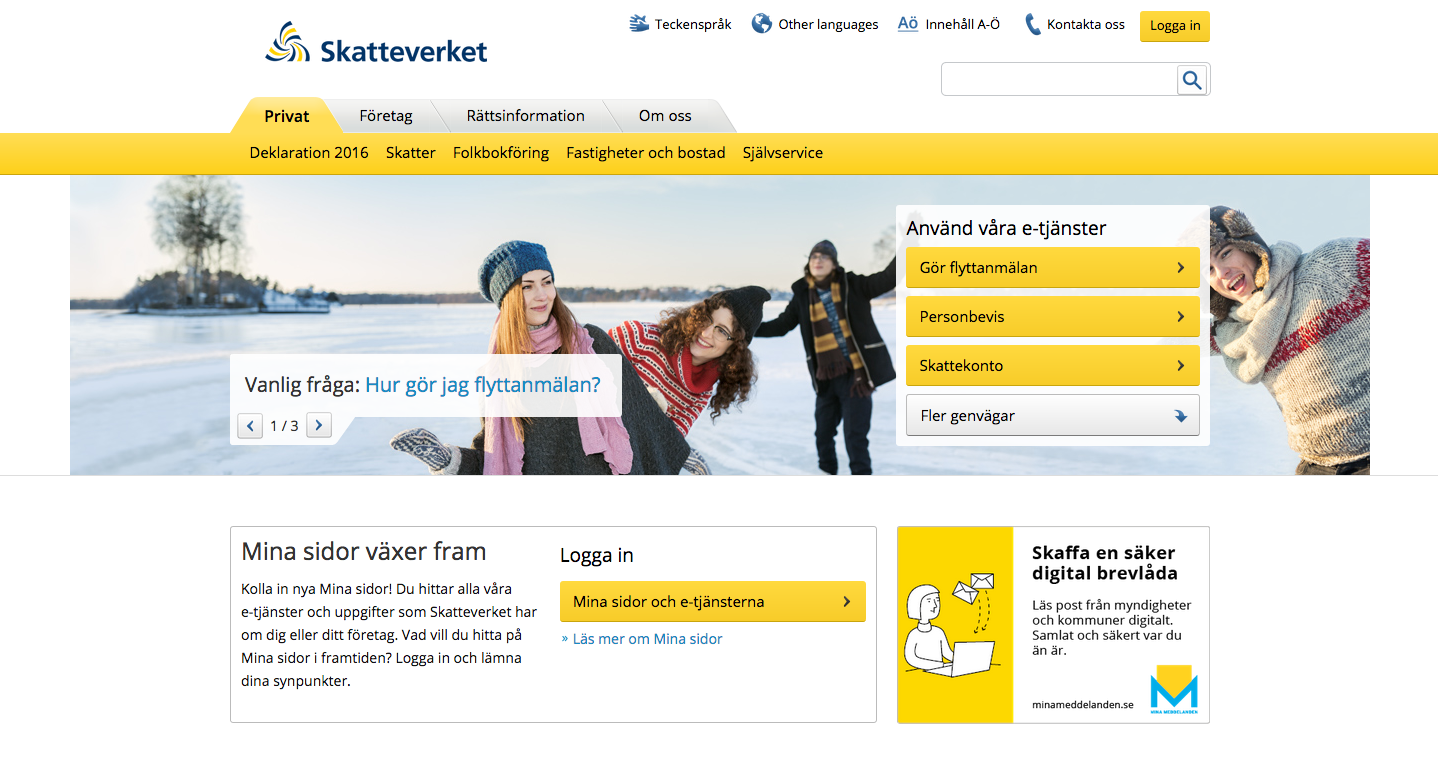 Teckenspråk
Other languages
Aö
Innehåll A-Ö
Kontakta oss
Logga in
Skatteverket
Privat
Företag
Rättsinformation
Om oss
Deklaration 2016
Skatter
Folkbokföring
Fastigheter och bostad
Självservice
Använd våra e-tjänster
Gör flyttanmälan
Personbevis
Skattekonto
Fler genvägar
Vanlig fråga: Hur gör jag flyttanmälan?
1 / 3
Mina sidor växer fram
Kolla in nya Mina sidor! Du hittar alla våra
e-tjänster och uppgifter som Skatteverket har
om dig eller ditt företag. Vad vill du hitta på
Mina sidor i framtiden? Logga in och lämna
dina synpunkter.
Logga in
Mina sidor och e-tjänsterna
» Läs mer om Mina sidor
Skaffa en säker
digital brevlåda
Läs post från myndigheter
och kommuner digitalt.
Samlat och säkert var du
än är.
minameddelanden.se
MINA MEDDELANDEN